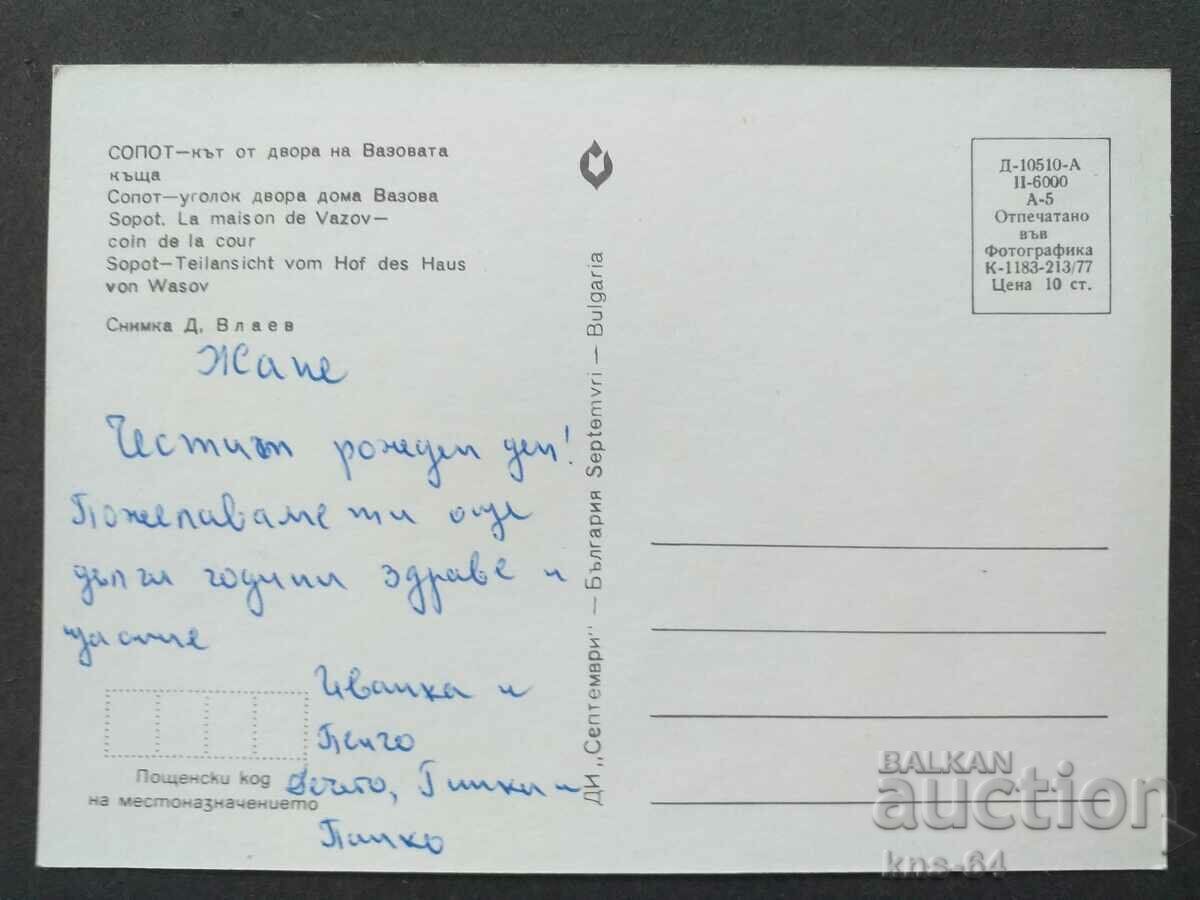 СОПОТ—кът от двора на Вазовата
къща
Сопот—уголок двора дома Вазова
Sopot. La maison de Vazov—
coin de la cour
Sopot—Teilansicht vom Hof des Haus
von Wasov
Снимка Д. Влаев
Жане
Честит рожден ден!
Пожелаваме ти още
дълги години здраве и
щастие
Иванка и
Пенчо
Гинка и
Панко
Пощенски код
на местоназначението
ДИ „Септември" — България Septemvri — Bulgaria
Д-10510-А
II-6000
А-5
Отпечатано
във
Фотографика
К-1183-213/77
Цена 10 ст.
BALKAN
auction
kns-64